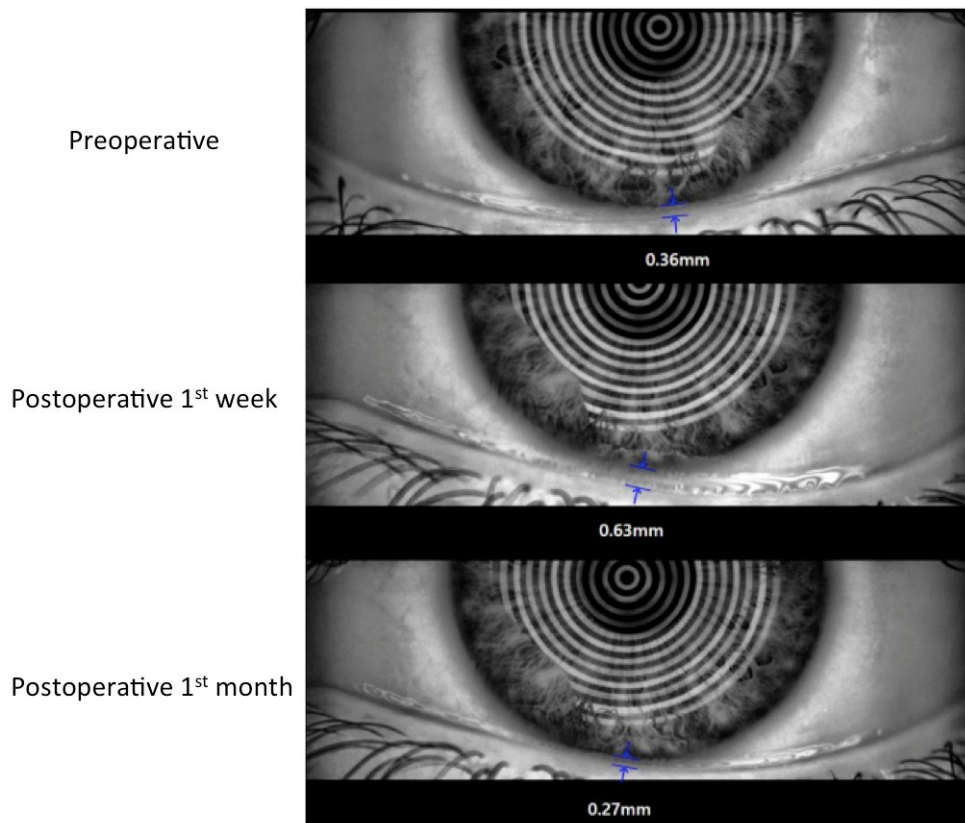 Preoperative
0.36mm
Postoperative 1st week
0.63mm
Postoperative 1st month
0.27mm